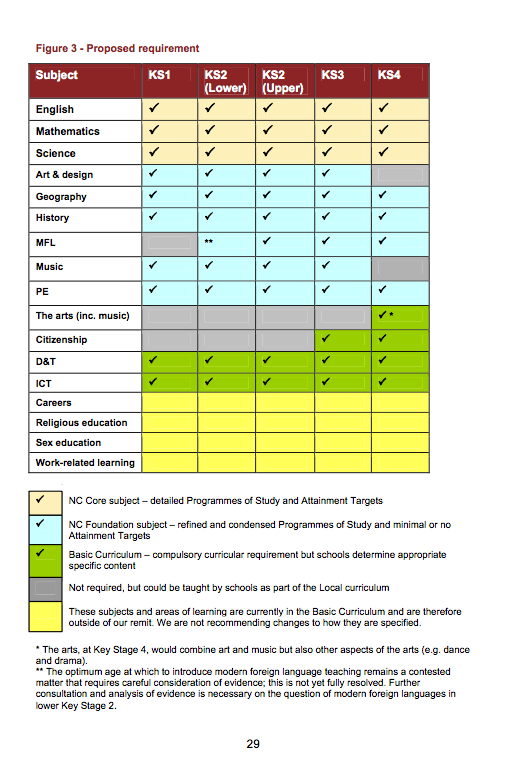 Figure 3 - Proposed requirement
Subject KS1 KS2 (Lower) KS2 (Upper) KS3 KS4
English ✓ ✓ ✓ ✓ ✓
Mathematics ✓ ✓ ✓ ✓ ✓
Science ✓ ✓ ✓ ✓ ✓
Art & design ✓ ✓ ✓ ✓
Geography ✓ ✓ ✓ ✓ ✓
History ✓ ✓ ✓ ✓ ✓
MFL ** ✓ ✓ ✓
Music ✓ ✓ ✓ ✓
PE ✓ ✓ ✓ ✓ ✓
The arts (inc. music) ✓ *
Citizenship ✓ ✓
D&T ✓ ✓ ✓ ✓ ✓
ICT ✓ ✓ ✓ ✓ ✓
Careers
Religious education
Sex education
Work-related learning
✓ NC Core subject – detailed Programmes of Study and Attainment Targets
✓ NC Foundation subject – refined and condensed Programmes of Study and minimal or no
Attainment Targets
✓ Basic Curriculum – compulsory curricular requirement but schools determine appropriate
specific content
Not required, but could be taught by schools as part of the Local curriculum
These subjects and areas of learning are currently in the Basic Curriculum and are therefore
outside of our remit. We are not recommending changes to how they are specified.
* The arts, at Key Stage 4, would combine art and music but also other aspects of the arts (e.g. dance
and drama).
** The optimum age at which to introduce modern foreign language teaching remains a contested
matter that requires careful consideration of evidence; this is not yet fully resolved. Further
consultation and analysis of evidence is necessary on the question of modern foreign languages in
lower Key Stage 2.
29